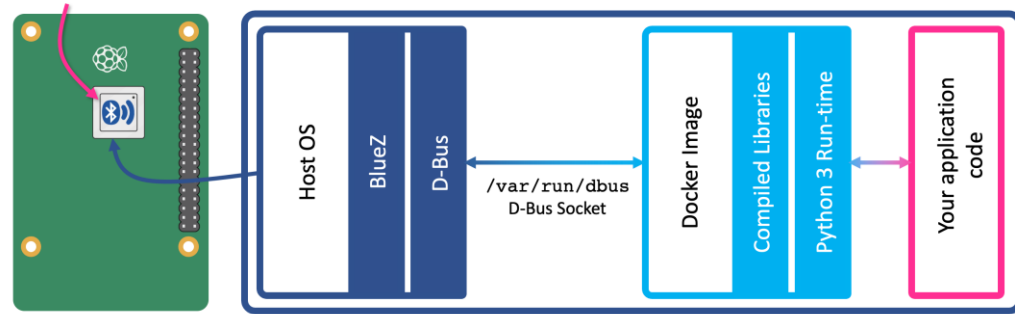 Host OS
BlueZ
D-Bus
/var/run/dbus
D-Bus Socket
Docker Image
Compiled Libraries
Python 3 Run-time
Your application
code